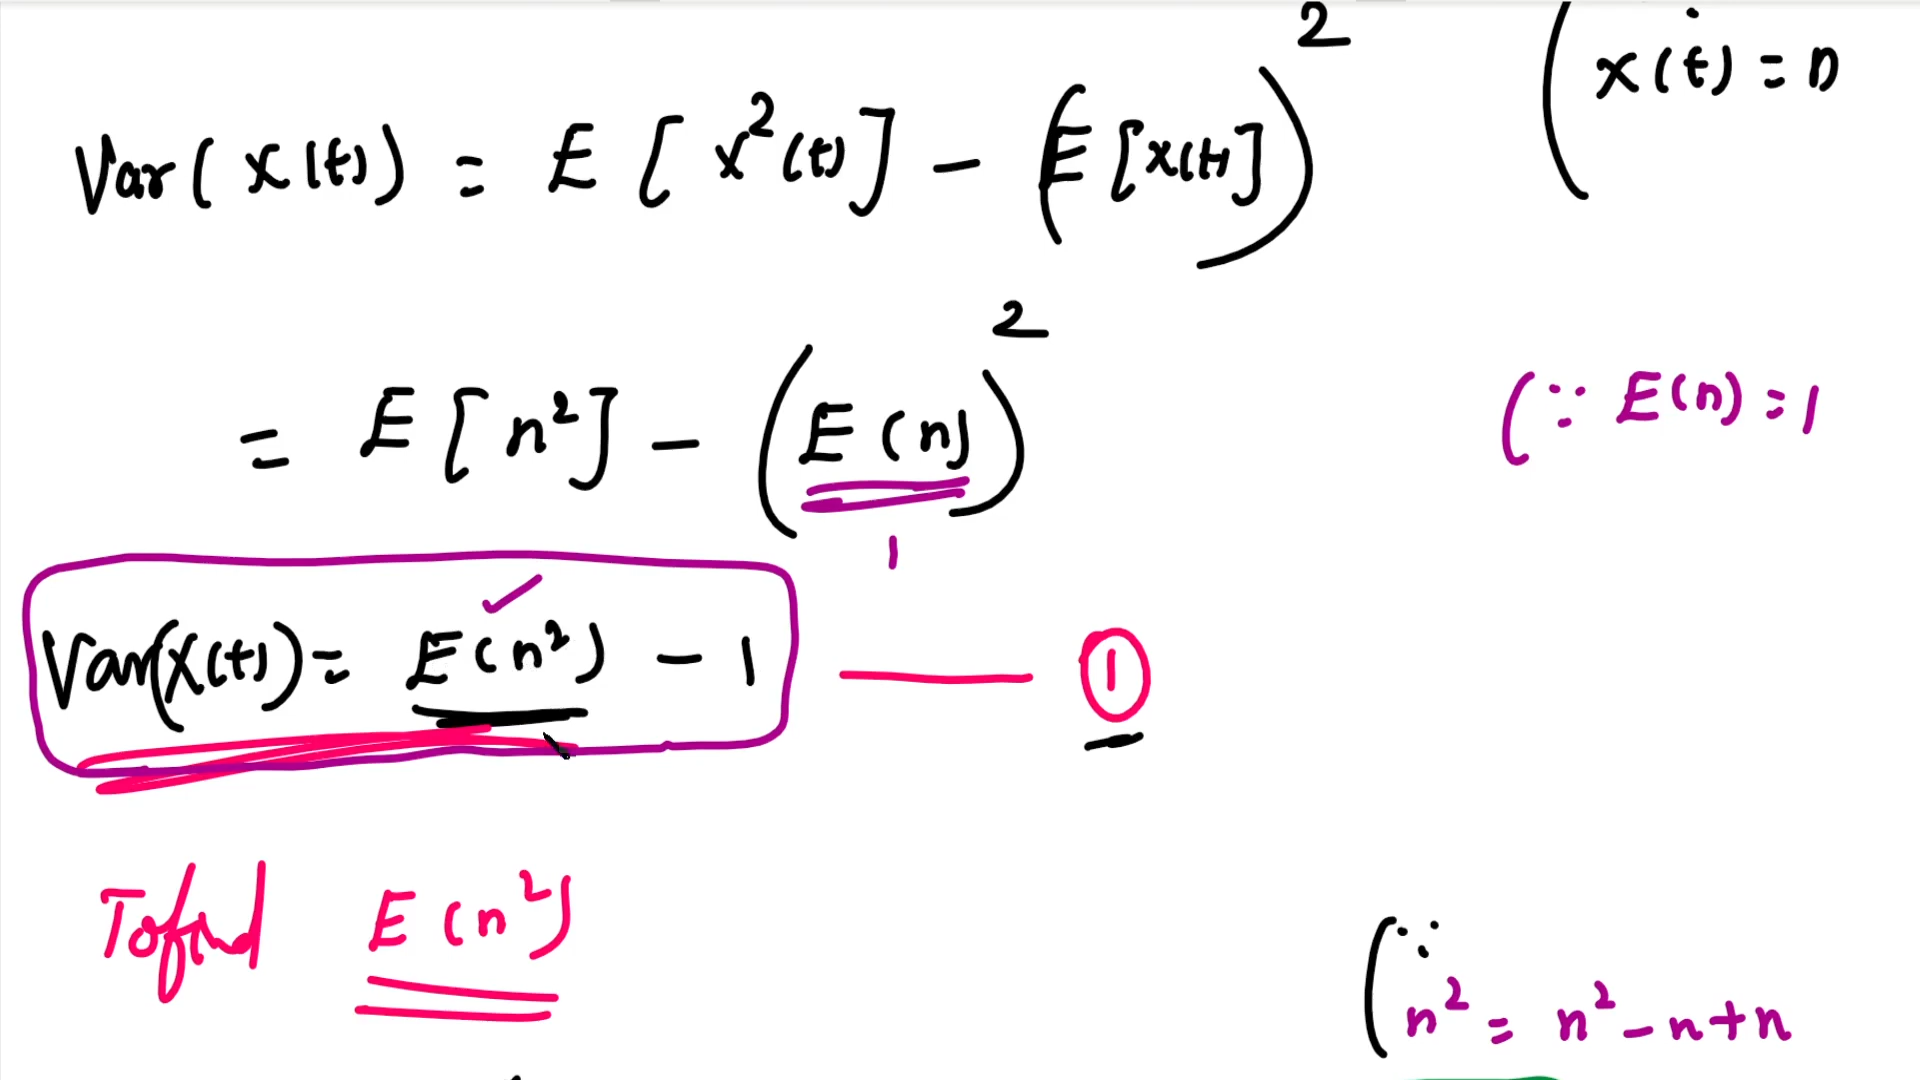 Var(X(t)) = E[X²(t)] - (E[X(t)])²
(∵ X(t) = n
= E[n²] - (E(n))²
(∵ E(n) = 1
1
Var(X(t)) = E(n²) - 1 —— ①
To find E(n²)
(∵ n² = n² - n + n